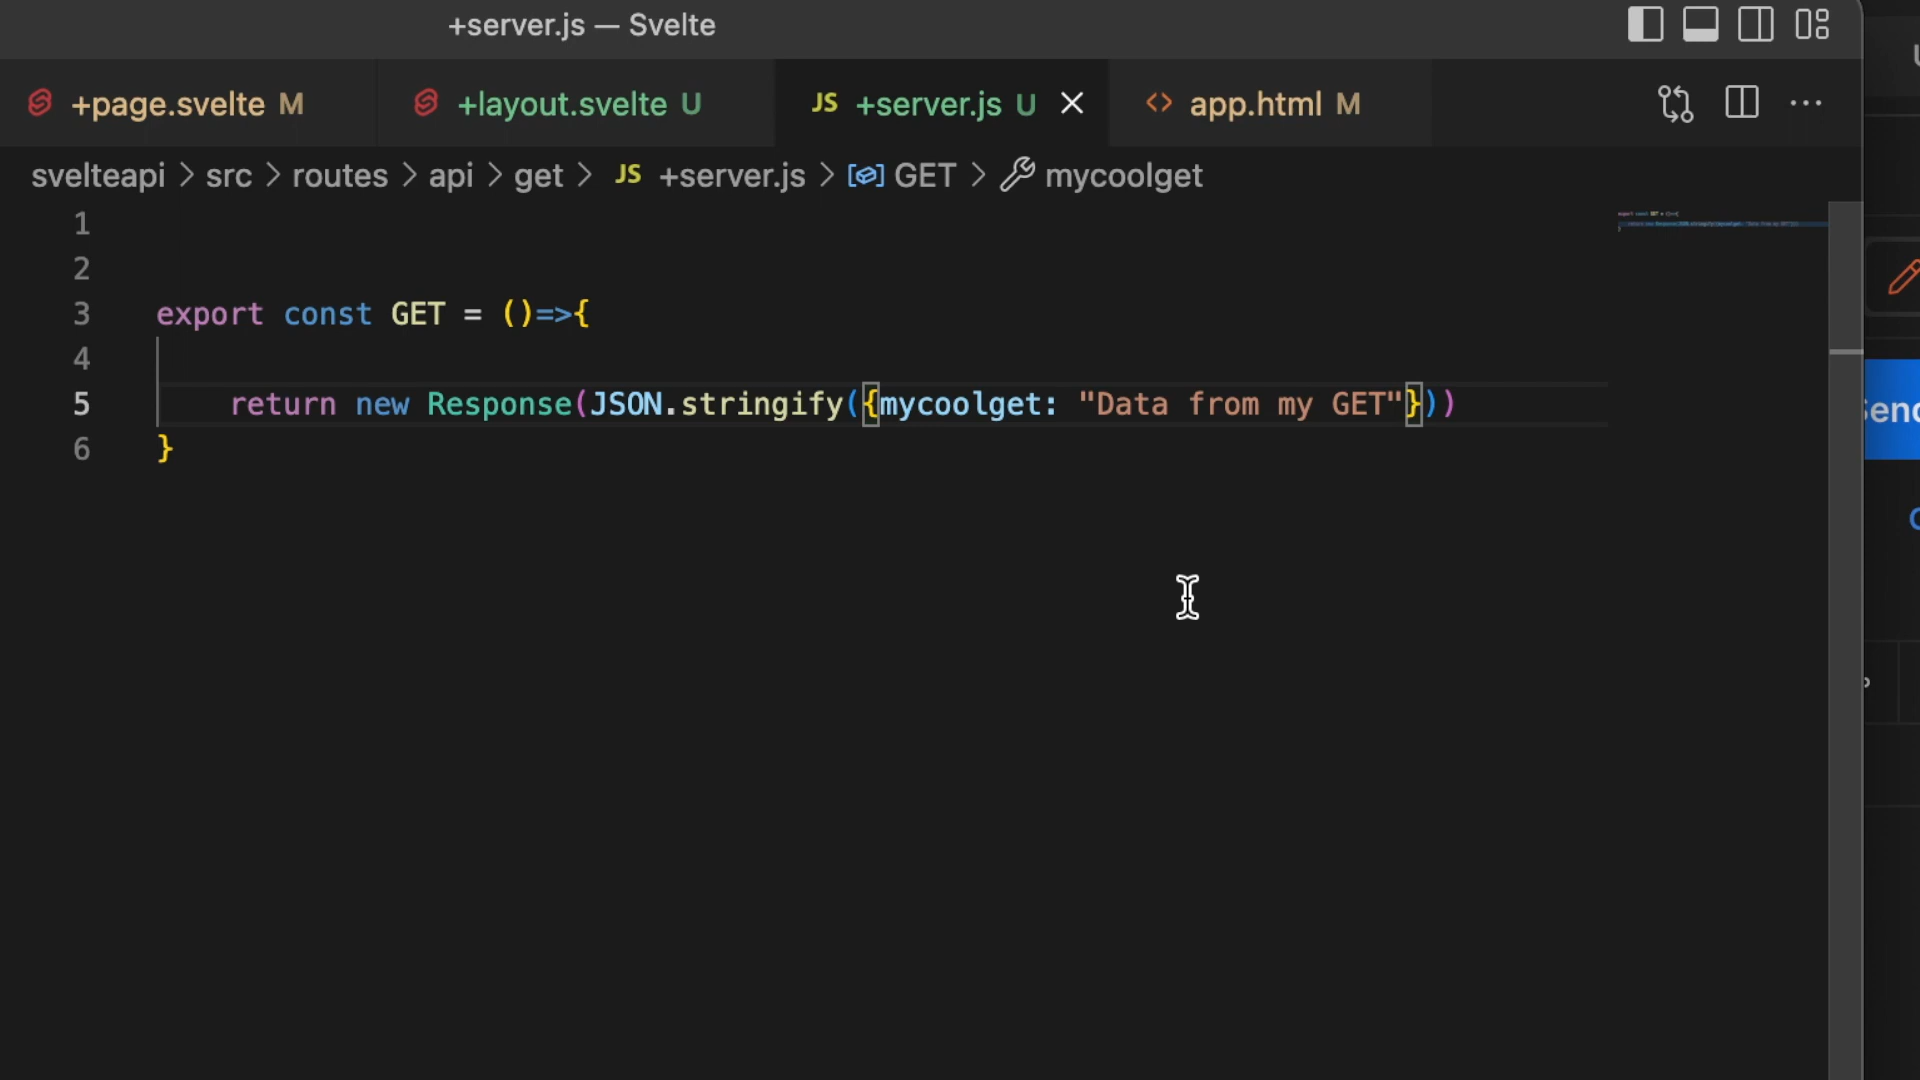 +server.js — Svelte
+page.svelte M
+layout.svelte U
JS +server.js U
<> app.html M
svelteapi > src > routes > api > get > JS +server.js > GET > mycoolget
1
2
3 export const GET = ()=>{
4
5 return new Response(JSON.stringify({mycoolget: "Data from my GET"}))
6 }